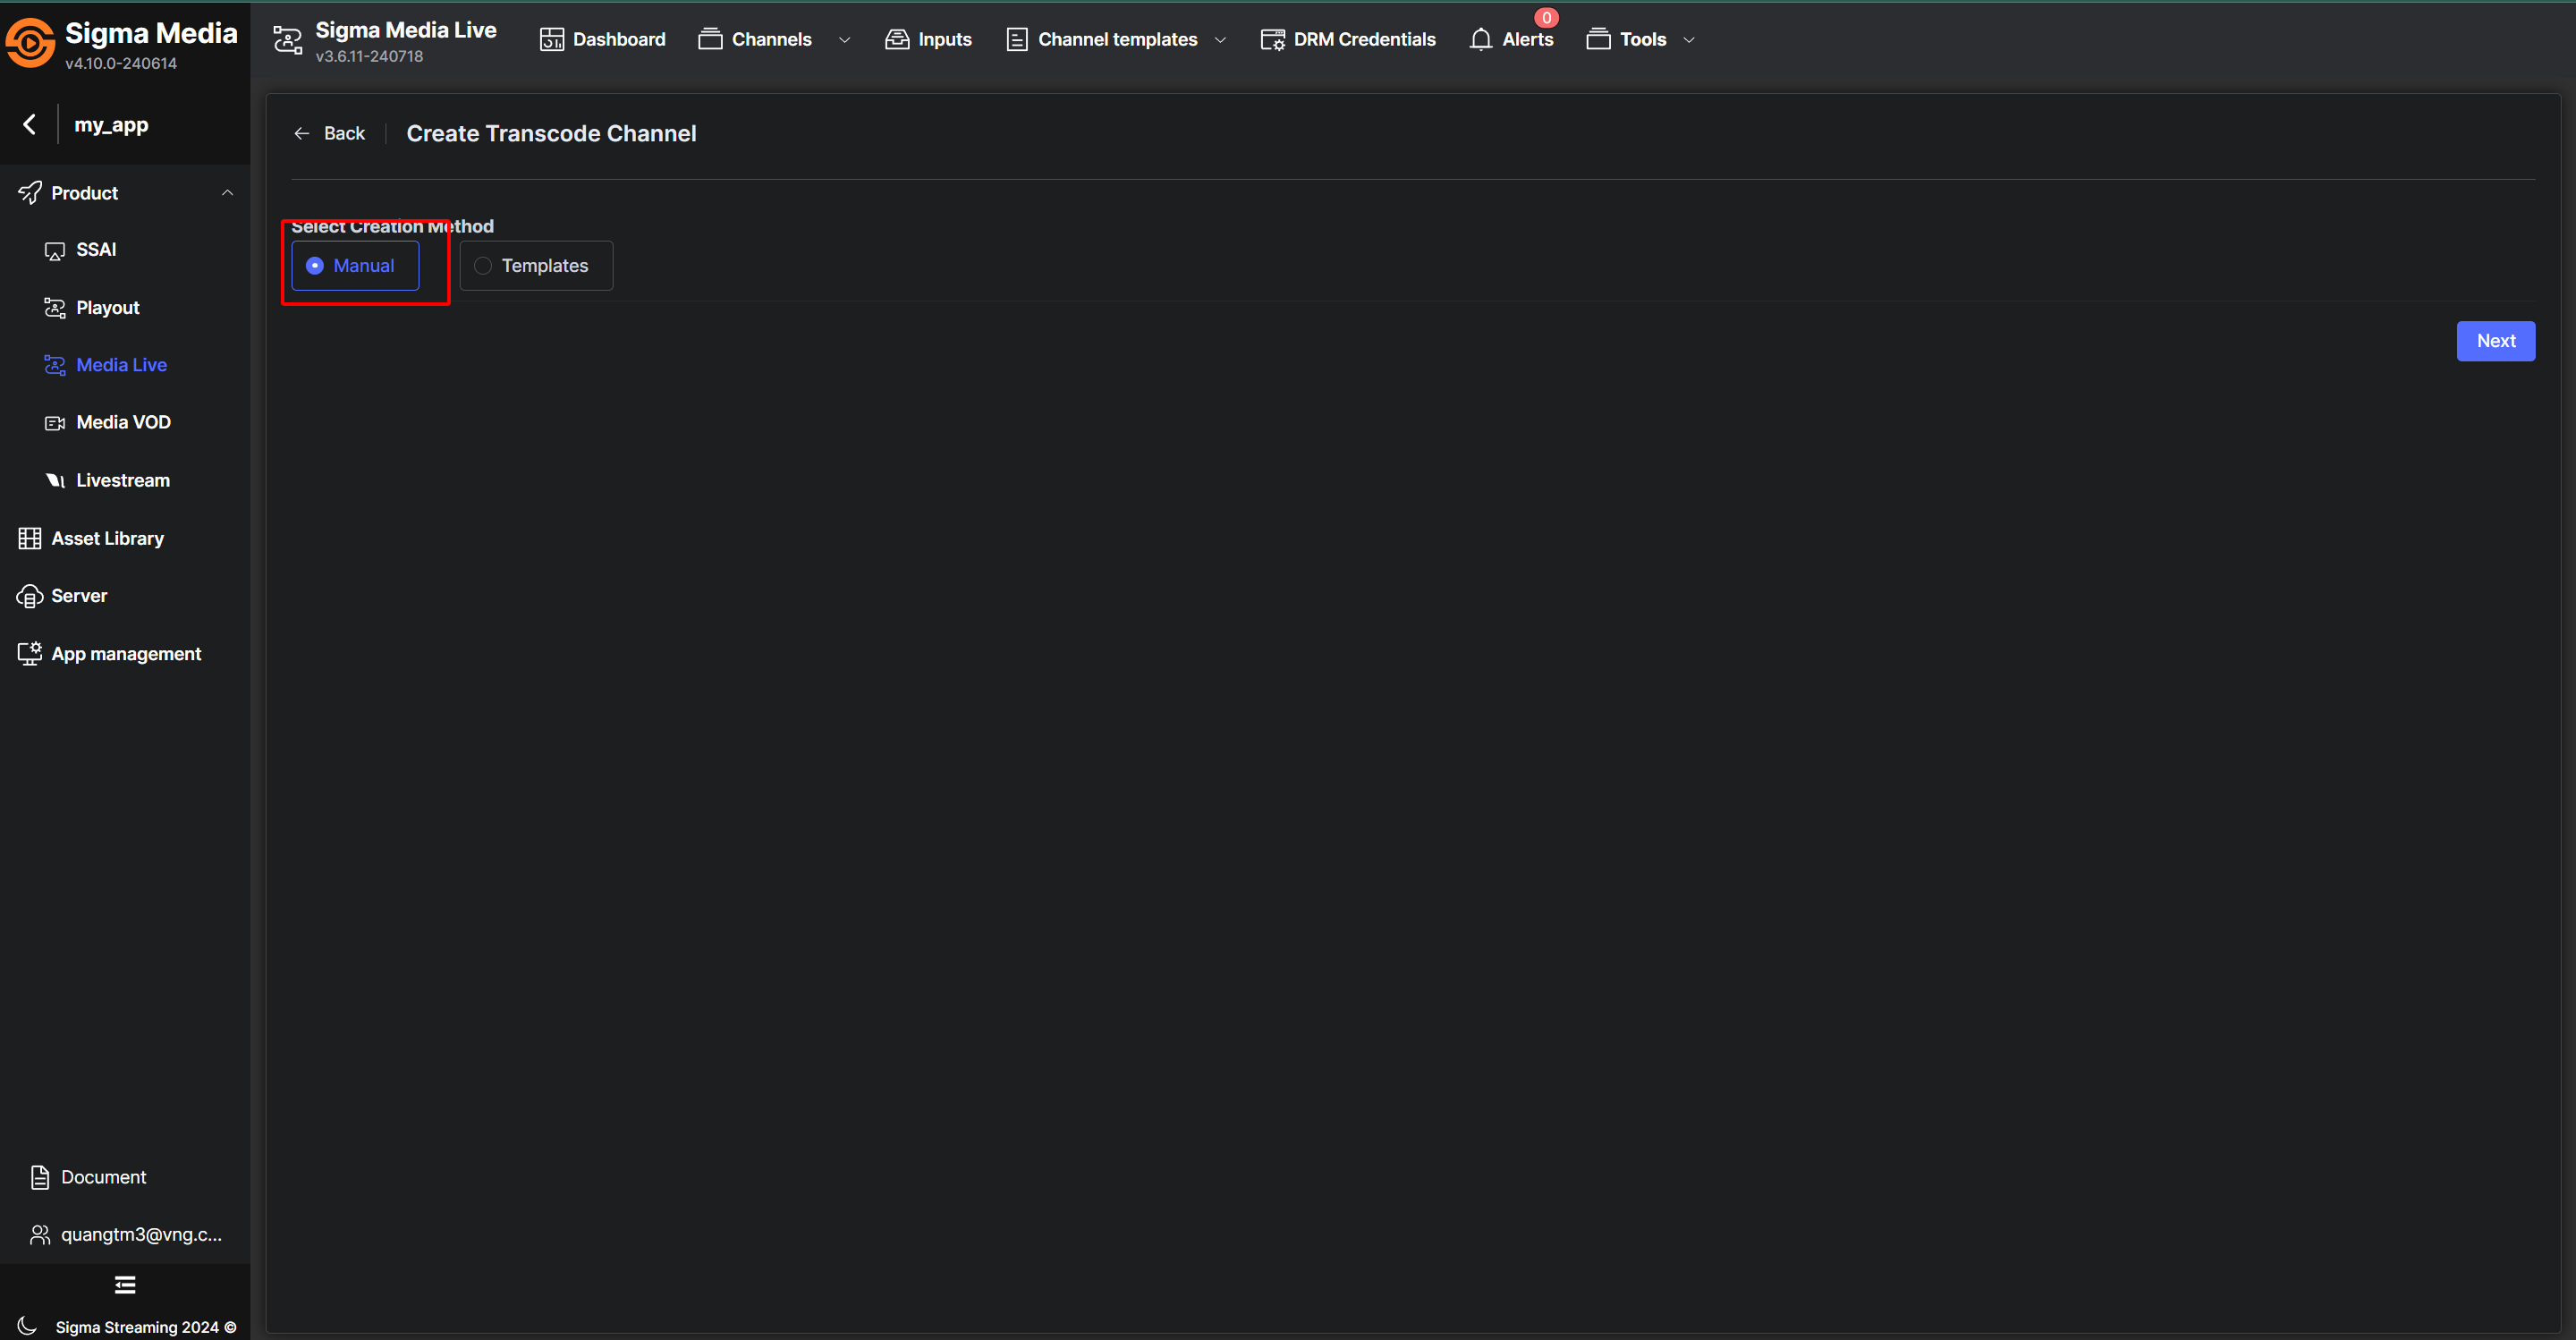 Sigma Media
v4.10.0-240614
my_app
Product
SSAI
Playout
Media Live
Media VOD
Livestream
Asset Library
Server
App management
Document
quangtm3@vng.c...
Sigma Streaming 2024 ©
Sigma Media Live
v3.6.11-240718
Dashboard
Channels
Inputs
Channel templates
DRM Credentials
Alerts
0
Tools
Back
Create Transcode Channel
Select Creation Method
Manual
Templates
Next